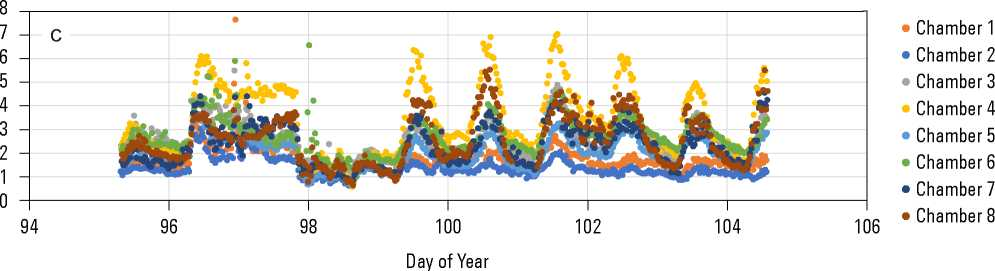 8
7
6
5
4
3
2
1
0
C
94 96 98 100 102 104 106
Day of Year
Chamber 1
Chamber 2
Chamber 3
Chamber 4
Chamber 5
Chamber 6
Chamber 7
Chamber 8